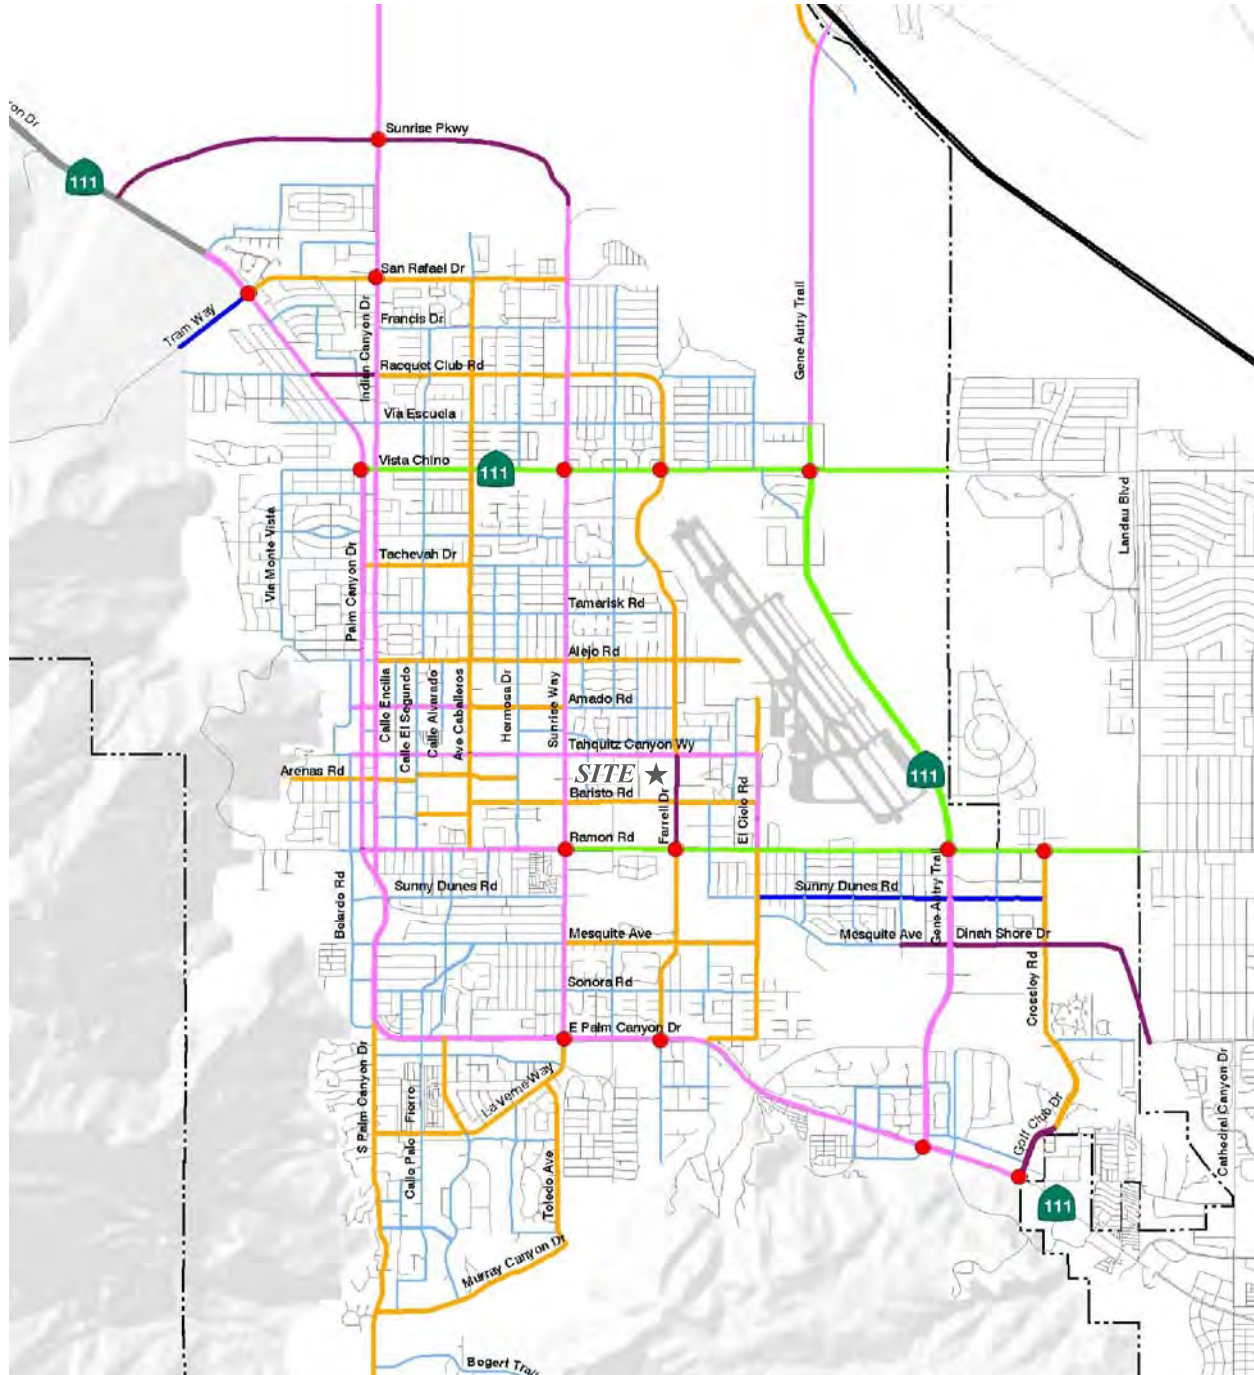 Sunrise Pkwy
111
San Rafael Dr
Tram Way
Francis Dr
Indian Canyon Dr
Gene Autry Trail
Racquet Club Rd
Via Escuela
Vista Chino
111
Landau Blvd
Via Monte Vista
Palm Canyon Dr
Tachevah Dr
Tamarisk Rd
Alejo Rd
Calle Encilia
Calle El Segundo
Calle Alvarado
Ave Caballeros
Hermosa Dr
Sunrise Way
Amado Rd
Tahquitz Canyon Wy
Arenas Rd
SITE
111
Baristo Rd
Farrell Dr
El Cielo Rd
Ramon Rd
Belardo Rd
Sunny Dunes Rd
Sunny Dunes Rd
Gene Autry Trail
Mesquite Ave
Mesquite Ave
Dinah Shore Dr
Sonora Rd
Crossley Rd
E Palm Canyon Dr
S Palm Canyon Dr
La Verne Way
Calle Palo Fierro
Golf Club Dr
Cathedral Canyon Dr
Toledo Ave
111
Murray Canyon Dr
Bogert Trail